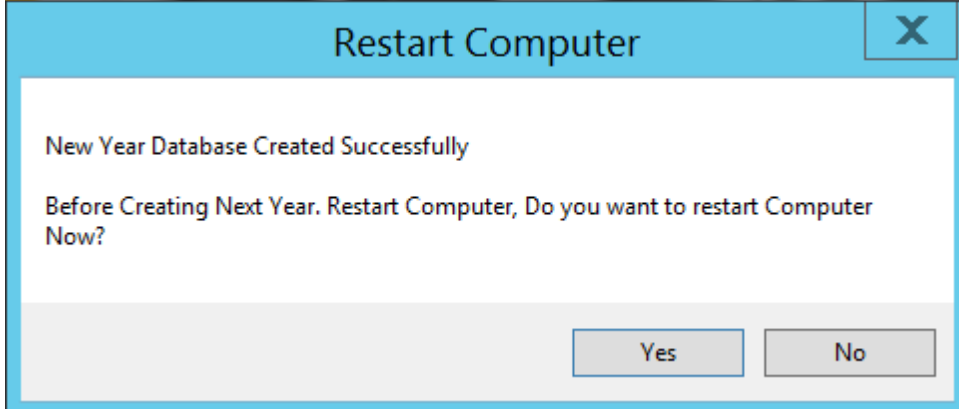 Restart Computer
X
New Year Database Created Successfully
Before Creating Next Year. Restart Computer, Do you want to restart Computer
Now?
Yes
No